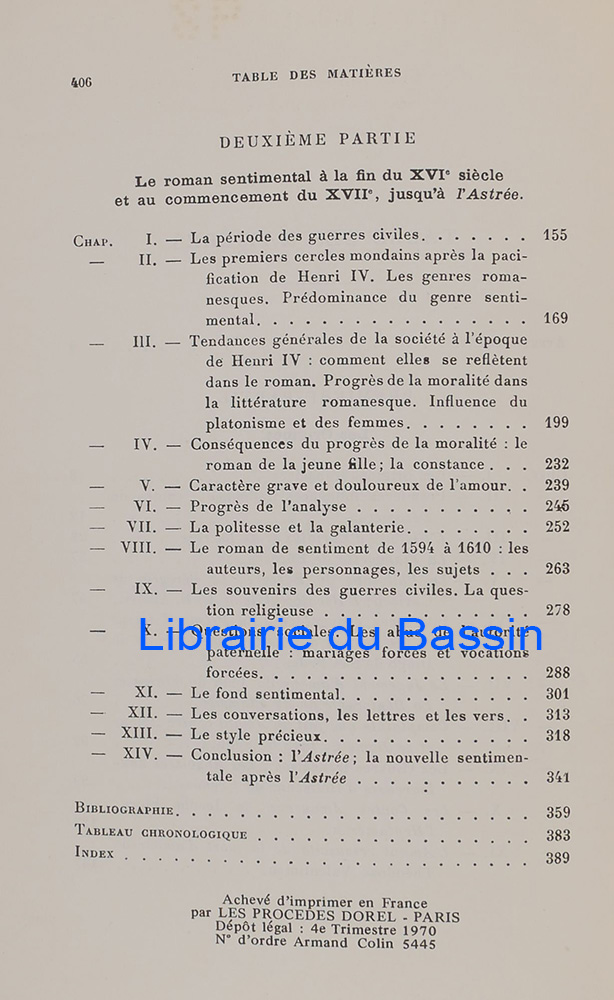 406
TABLE DES MATIÈRES
DEUXIÈME PARTIE
Le roman sentimental à la fin du XVIe siècle
et au commencement du XVIIe, jusqu'à l'Astrée.
CHAP. I. — La période des guerres civiles. . . . . . . 155
— II. — Les premiers cercles mondains après la paci-
fication de Henri IV. Les genres roma-
nesques. Prédominance du genre senti-
mental. . . . . . . . . . . . . . . . . 169
— III. — Tendances générales de la société à l'époque
de Henri IV : comment elles se reflètent
dans le roman. Progrès de la moralité dans
la littérature romanesque. Influence du
platonisme et des femmes. . . . . . . . 199
— IV. — Conséquences du progrès de la moralité : le
roman de la jeune fille; la constance . . . 232
— V. — Caractère grave et douloureux de l'amour. . 239
— VI. — Progrès de l'analyse . . . . . . . . . . . 245
— VII. — La politesse et la galanterie. . . . . . . . 252
— VIII. — Le roman de sentiment de 1594 à 1610 : les
auteurs, les personnages, les sujets . . . 263
— IX. — Les souvenirs des guerres civiles. La ques-
tion religieuse . . . . . . . . . . . . . 278
— X. — Questions sociales. Les abus de l'autorité
Librairie du Bassin
paternelle : mariages forcés et vocations
forcées. . . . . . . . . . . . . . . . . 288
— XI. — Le fond sentimental. . . . . . . . . . . . 301
— XII. — Les conversations, les lettres et les vers. . 313
— XIII. — Le style précieux. . . . . . . . . . . . . 318
— XIV. — Conclusion : l'Astrée; la nouvelle sentimen-
tale après l'Astrée . . . . . . . . . . . 341
BIBLIOGRAPHIE. . . . . . . . . . . . . . . . . . . . 359
TABLEAU CHRONOLOGIQUE . . . . . . . . . . . . . . . 383
INDEX . . . . . . . . . . . . . . . . . . . . . . . 389
Achevé d'imprimer en France
par LES PROCEDES DOREL - PARIS
Dépôt légal : 4e Trimestre 1970
N° d'ordre Armand Colin 5445